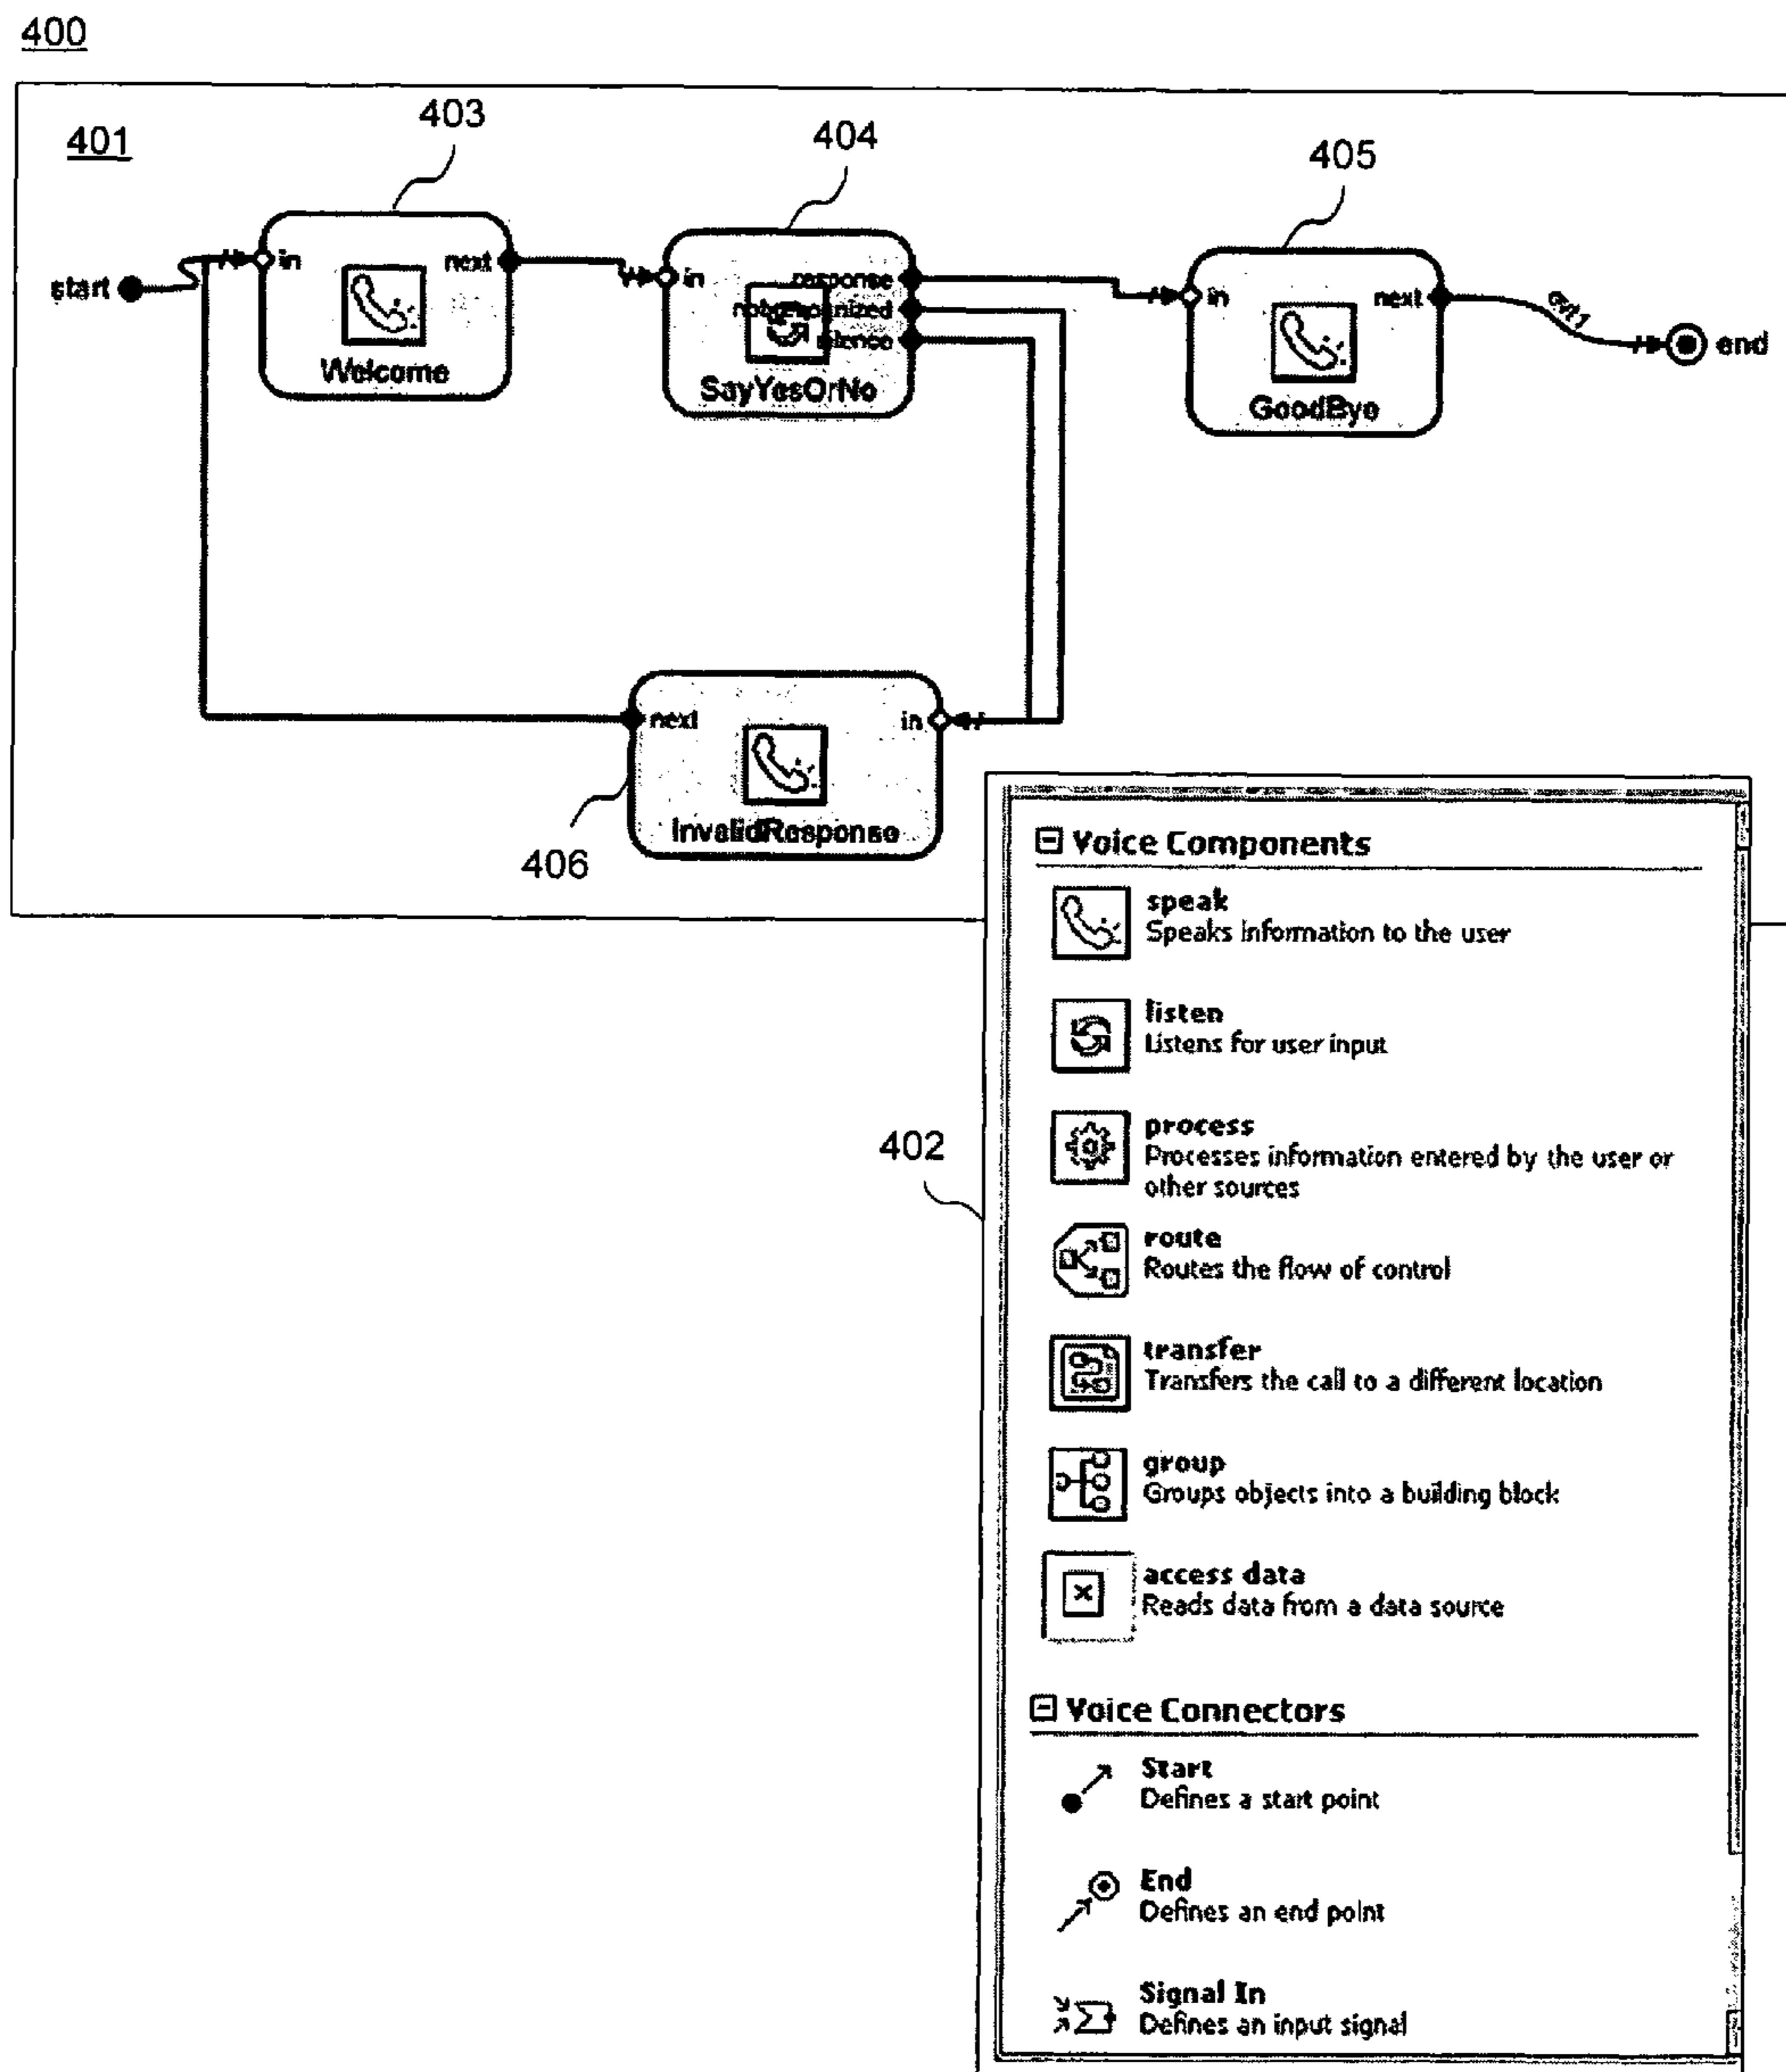 400
401
403
404
405
start
in
next
Welcome
in
response
silence
SayYesOrNo
in
next
GoodBye
end
next
in
InvalidResponse
406
402
Voice Components
speak
Speaks information to the user
listen
Listens for user input
process
Processes information entered by the user or
other sources
route
Routes the flow of control
transfer
Transfers the call to a different location
group
Groups objects into a building block
access data
Reads data from a data source
Voice Connectors
Start
Defines a start point
End
Defines an end point
Signal In
Defines an input signal